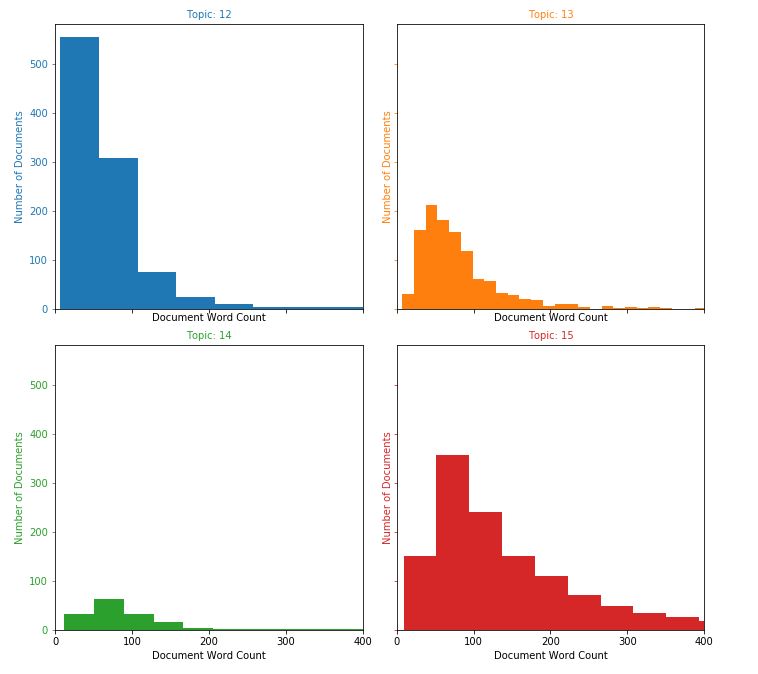 Topic: 12
Topic: 13
500
400
300
200
100
0
Number of Documents
Number of Documents
Document Word Count
Document Word Count
Topic: 14
Topic: 15
500
400
300
200
100
0
Number of Documents
Number of Documents
0 100 200 300 400
0 100 200 300 400
Document Word Count
Document Word Count